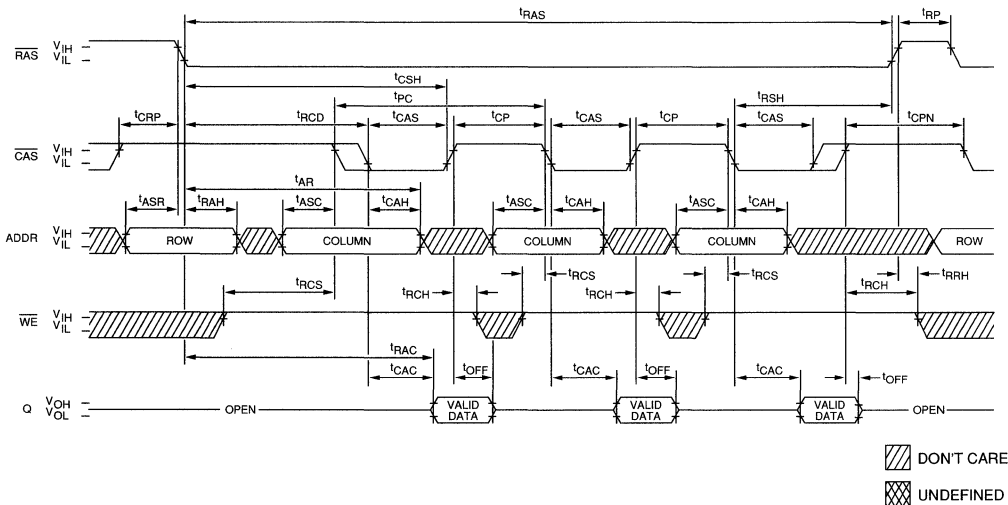 tRAS
tRP
RAS VIH
VIL
tCSH
tPC
tRSH
tCRP
tRCD
tCAS
tCP
tCAS
tCP
tCAS
tCPN
CAS VIH
VIL
tAR
tASR
tRAH
tASC
tCAH
tASC
tCAH
tASC
tCAH
ADDR VIH
VIL
ROW
COLUMN
COLUMN
COLUMN
ROW
tRCS
tRCH
tRCS
tRCH
tRCS
tRCH
tRRH
WE VIH
VIL
tRAC
tCAC
tOFF
tCAC
tOFF
tCAC
tOFF
Q VOH
VOL
OPEN
VALID
DATA
VALID
DATA
VALID
DATA
OPEN
DON'T CARE
UNDEFINED